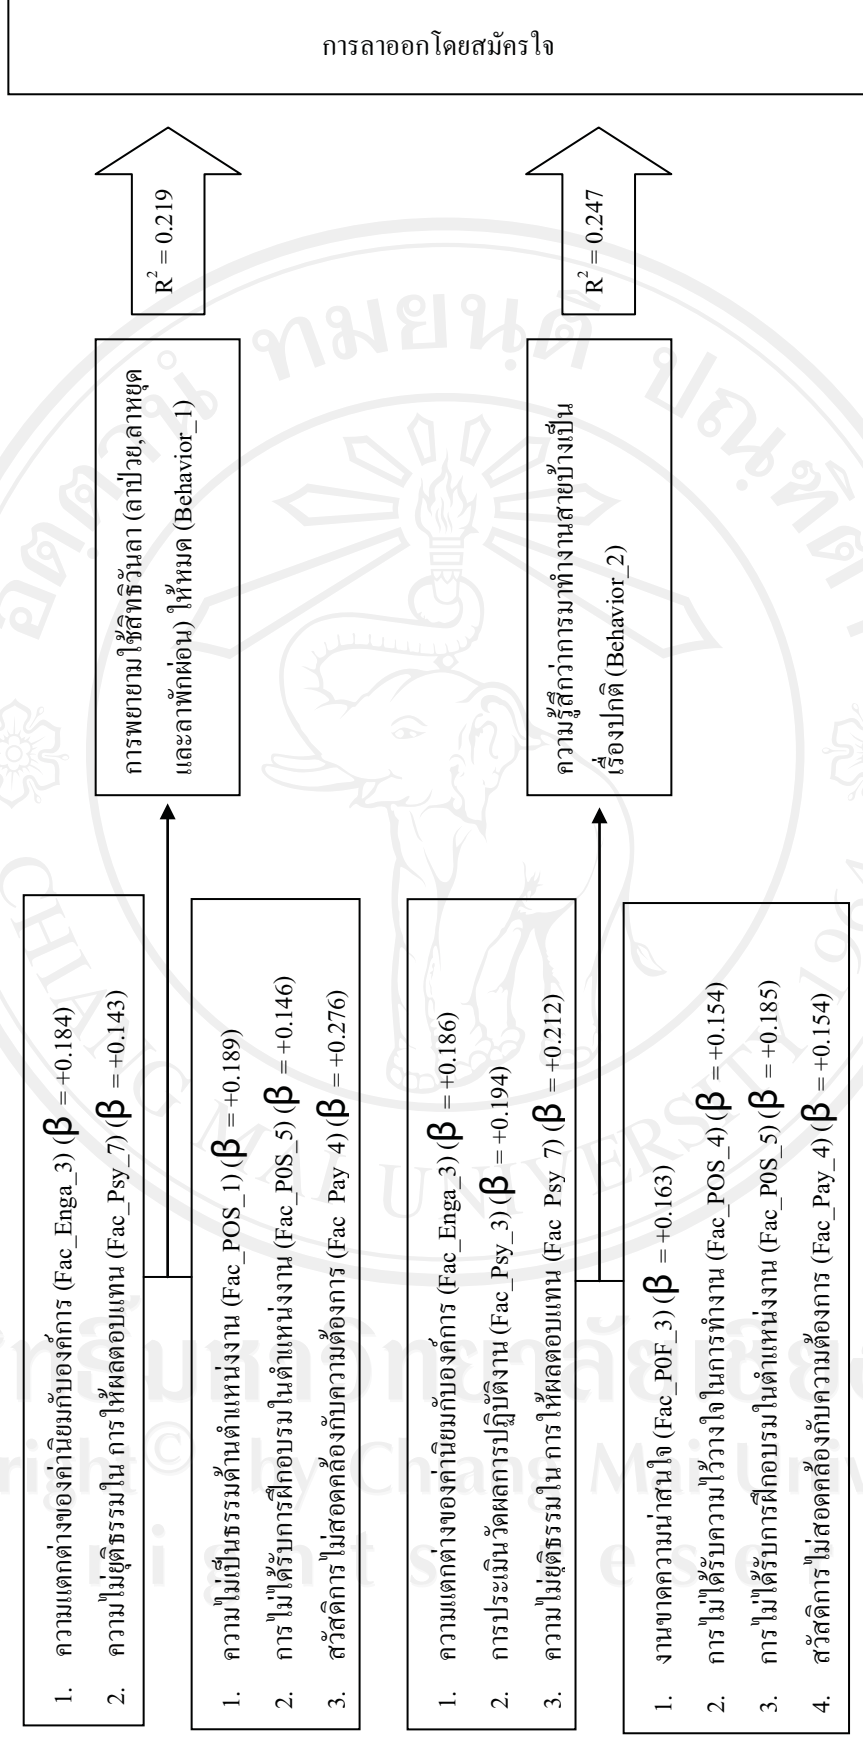 การลาออกโดยสมัครใจ
R² = 0.219
R² = 0.247
การพยายามใช้สิทธิวันลา (ลาป่วย,ลาหยุด
และลาพักผ่อน) ให้หมด (Behavior_1)
ความรู้สึกว่าการมาทำงานสายบ้างเป็น
เรื่องปกติ (Behavior_2)
1. ความแตกต่างของค่านิยมกับองค์การ (Fac_Enga_3) (β = +0.184)
2. ความไม่ยุติธรรมใน การให้ผลตอบแทน (Fac_Psy_7) (β = +0.143)
1. ความไม่เป็นธรรมด้านตำแหน่งงาน (Fac_POS_1) (β = +0.189)
2. การไม่ได้รับการฝึกอบรมในตำแหน่งงาน (Fac_P0S_5) (β = +0.146)
3. สวัสดิการไม่สอดคล้องกับความต้องการ (Fac_Pay_4) (β = +0.276)
1. ความแตกต่างของค่านิยมกับองค์การ (Fac_Enga_3) (β = +0.186)
2. การประเมินวัดผลการปฏิบัติงาน (Fac_Psy_3) (β = +0.194)
3. ความไม่ยุติธรรมใน การให้ผลตอบแทน (Fac_Psy_7) (β = +0.212)
1. งานขาดความน่าสนใจ (Fac_P0F_3) (β = +0.163)
2. การไม่ได้รับความไว้วางใจในการทำงาน (Fac_POS_4) (β = +0.154)
3. การไม่ได้รับการฝึกอบรมในตำแหน่งงาน (Fac_P0S_5) (β = +0.185)
4. สวัสดิการไม่สอดคล้องกับความต้องการ (Fac_Pay_4) (β = +0.154)
CHIANG MAI UNIVERSITY 196
right© by Chiang Mai Univ